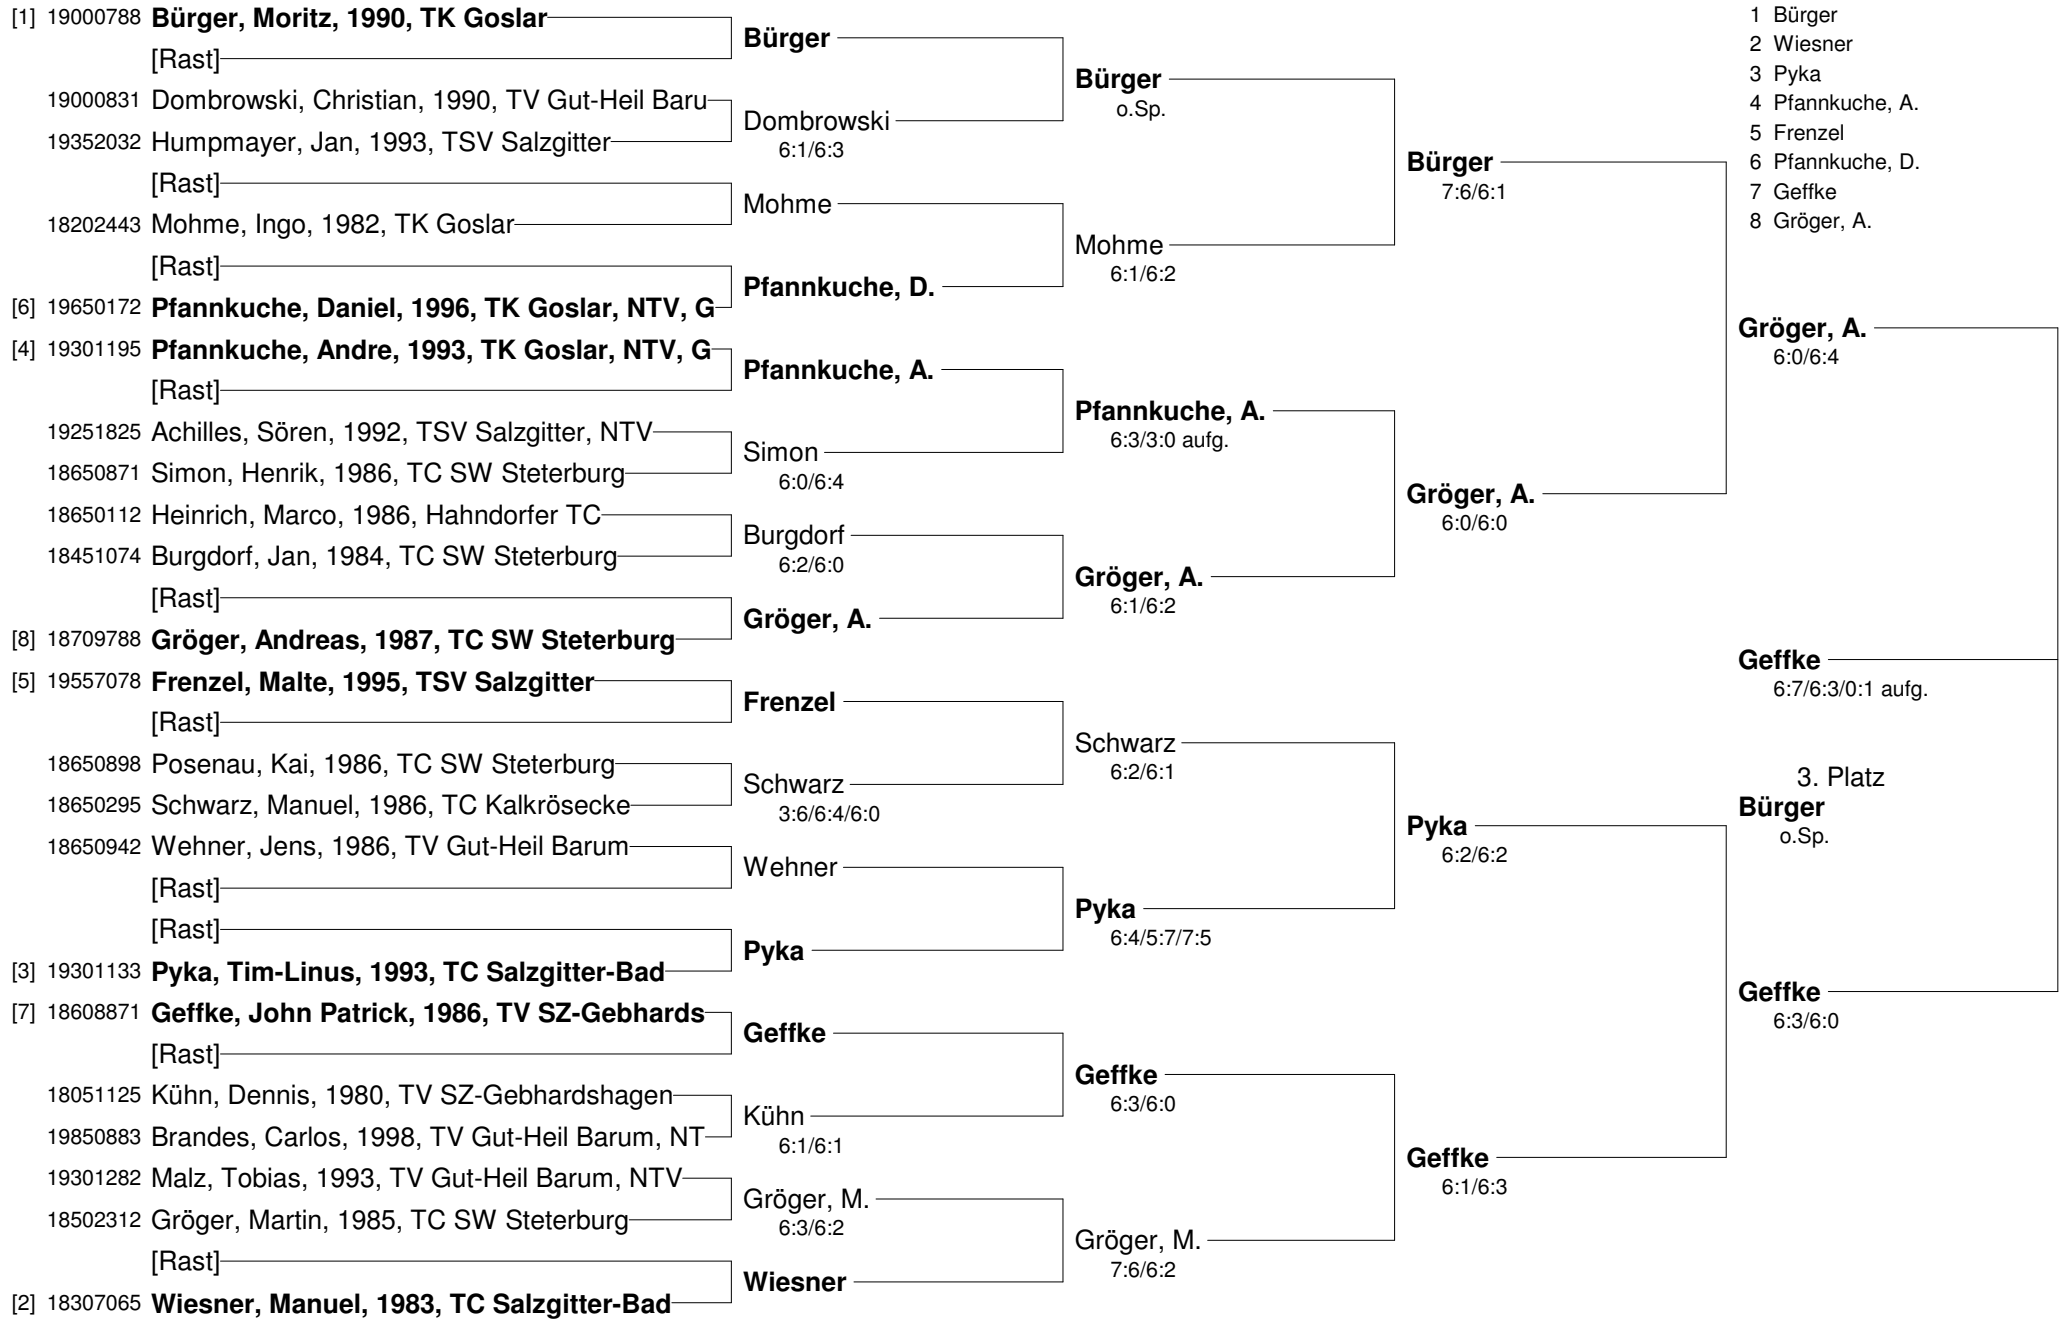 [1] 19000788 Bürger, Moritz, 1990, TK Goslar
[Rast]
19000831 Dombrowski, Christian, 1990, TV Gut-Heil Baru
19352032 Humpmayer, Jan, 1993, TSV Salzgitter
[Rast]
18202443 Mohme, Ingo, 1982, TK Goslar
[Rast]
[6] 19650172 Pfannkuche, Daniel, 1996, TK Goslar, NTV, G
[4] 19301195 Pfannkuche, Andre, 1993, TK Goslar, NTV, G
[Rast]
19251825 Achilles, Sören, 1992, TSV Salzgitter, NTV
18650871 Simon, Henrik, 1986, TC SW Steterburg
18650112 Heinrich, Marco, 1986, Hahndorfer TC
18451074 Burgdorf, Jan, 1984, TC SW Steterburg
[Rast]
[8] 18709788 Gröger, Andreas, 1987, TC SW Steterburg
[5] 19557078 Frenzel, Malte, 1995, TSV Salzgitter
[Rast]
18650898 Posenau, Kai, 1986, TC SW Steterburg
18650295 Schwarz, Manuel, 1986, TC Kalkrösecke
18650942 Wehner, Jens, 1986, TV Gut-Heil Barum
[Rast]
[Rast]
[3] 19301133 Pyka, Tim-Linus, 1993, TC Salzgitter-Bad
[7] 18608871 Geffke, John Patrick, 1986, TV SZ-Gebhards
[Rast]
18051125 Kühn, Dennis, 1980, TV SZ-Gebhardshagen
19850883 Brandes, Carlos, 1998, TV Gut-Heil Barum, NT
19301282 Malz, Tobias, 1993, TV Gut-Heil Barum, NTV
18502312 Gröger, Martin, 1985, TC SW Steterburg
[Rast]
[2] 18307065 Wiesner, Manuel, 1983, TC Salzgitter-Bad
Bürger
Dombrowski
6:1/6:3
Mohme
Pfannkuche, D.
Pfannkuche, A.
Simon
6:0/6:4
Burgdorf
6:2/6:0
Gröger, A.
Frenzel
Schwarz
3:6/6:4/6:0
Wehner
Pyka
Geffke
Kühn
6:1/6:1
Gröger, M.
6:3/6:2
Wiesner
Bürger
o.Sp.
Mohme
6:1/6:2
Pfannkuche, A.
6:3/3:0 aufg.
Gröger, A.
6:1/6:2
Schwarz
6:2/6:1
Pyka
6:4/5:7/7:5
Geffke
6:3/6:0
Gröger, M.
7:6/6:2
Bürger
7:6/6:1
Gröger, A.
6:0/6:0
Pyka
6:2/6:2
Geffke
6:1/6:3
1 Bürger
2 Wiesner
3 Pyka
4 Pfannkuche, A.
5 Frenzel
6 Pfannkuche, D.
7 Geffke
8 Gröger, A.
Gröger, A.
6:0/6:4
Geffke
6:7/6:3/0:1 aufg.
3. Platz
Bürger
o.Sp.
Geffke
6:3/6:0